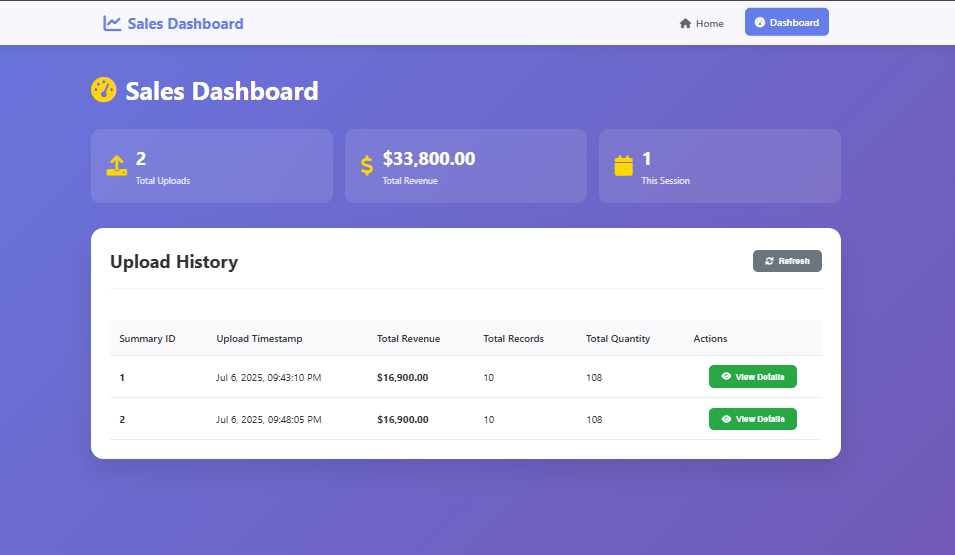 Sales Dashboard
Home
Dashboard
Sales Dashboard
2
Total Uploads
$33,800.00
Total Revenue
1
This Session
Upload History
Refresh
Summary ID Upload Timestamp Total Revenue Total Records Total Quantity Actions
1 Jul 6, 2025, 09:43:10 PM $16,900.00 10 108 View Details
2 Jul 6, 2025, 09:48:05 PM $16,900.00 10 108 View Details